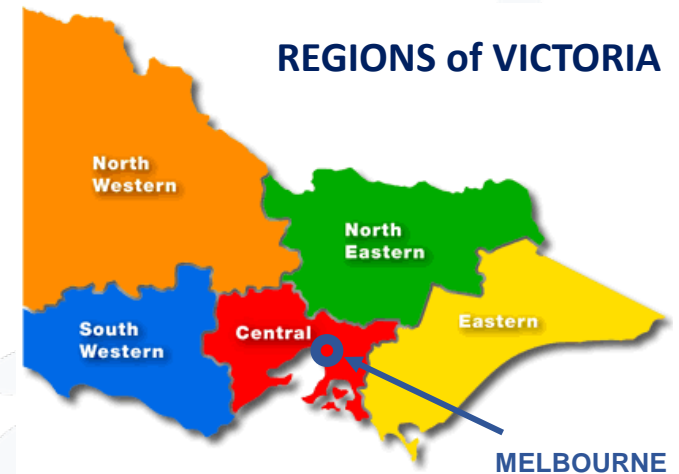 REGIONS of VICTORIA
North
Western
North
Eastern
South
Western
Central
Eastern
MELBOURNE